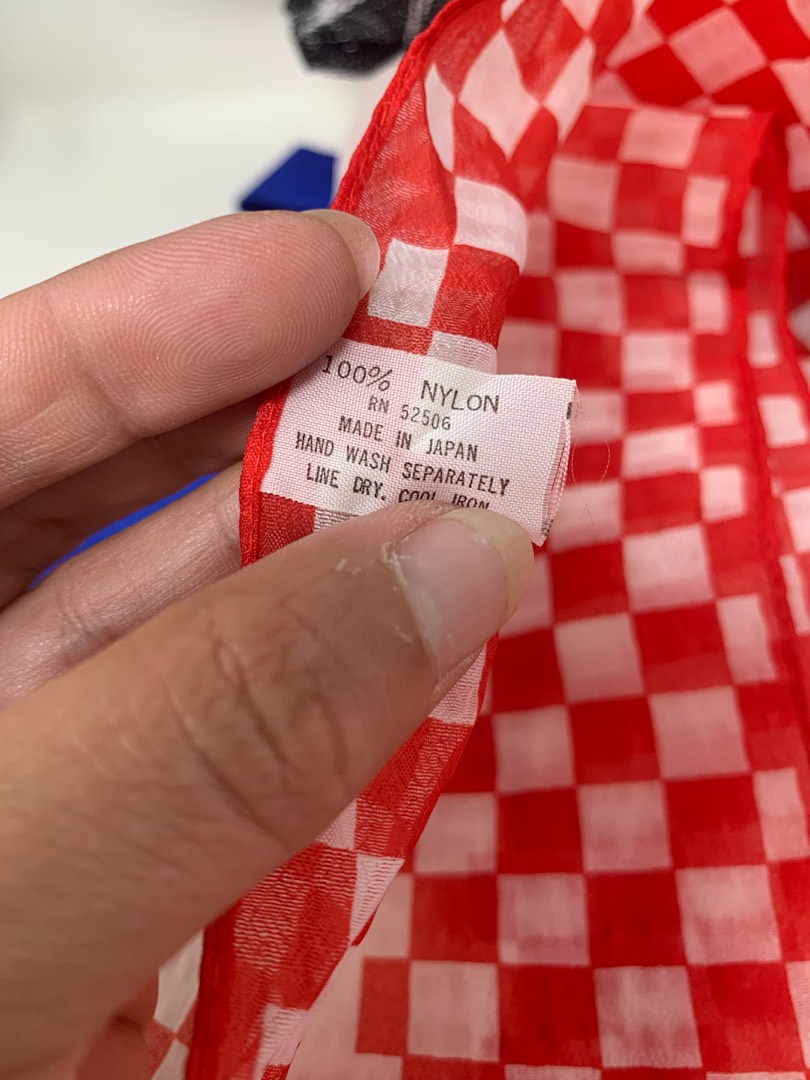 100% NYLON
RN 52506
MADE IN JAPAN
HAND WASH SEPARATELY
LINE DRY. COOL IRON